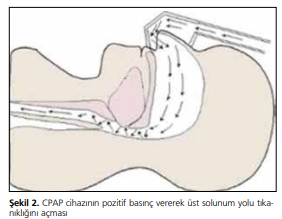 Şekil 2. CPAP cihazının pozitif basınç vererek üst solunum yolu tıka-
nıklığını açması